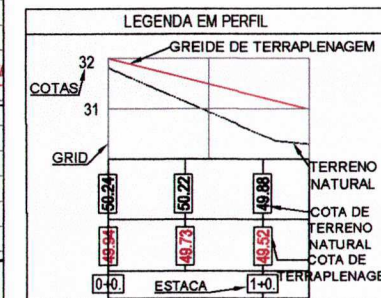 LEGENDA EM PERFIL
32
GREIDE DE TERRAPLENAGEM
COTAS
31
GRID
TERRENO
NATURAL
50.24
50.22
49.88
COTA DE
TERRENO
NATURAL
49.94
49.73
49.52
COTA DE
TERRAPLENAGE
0+0.
ESTACA
1+0.